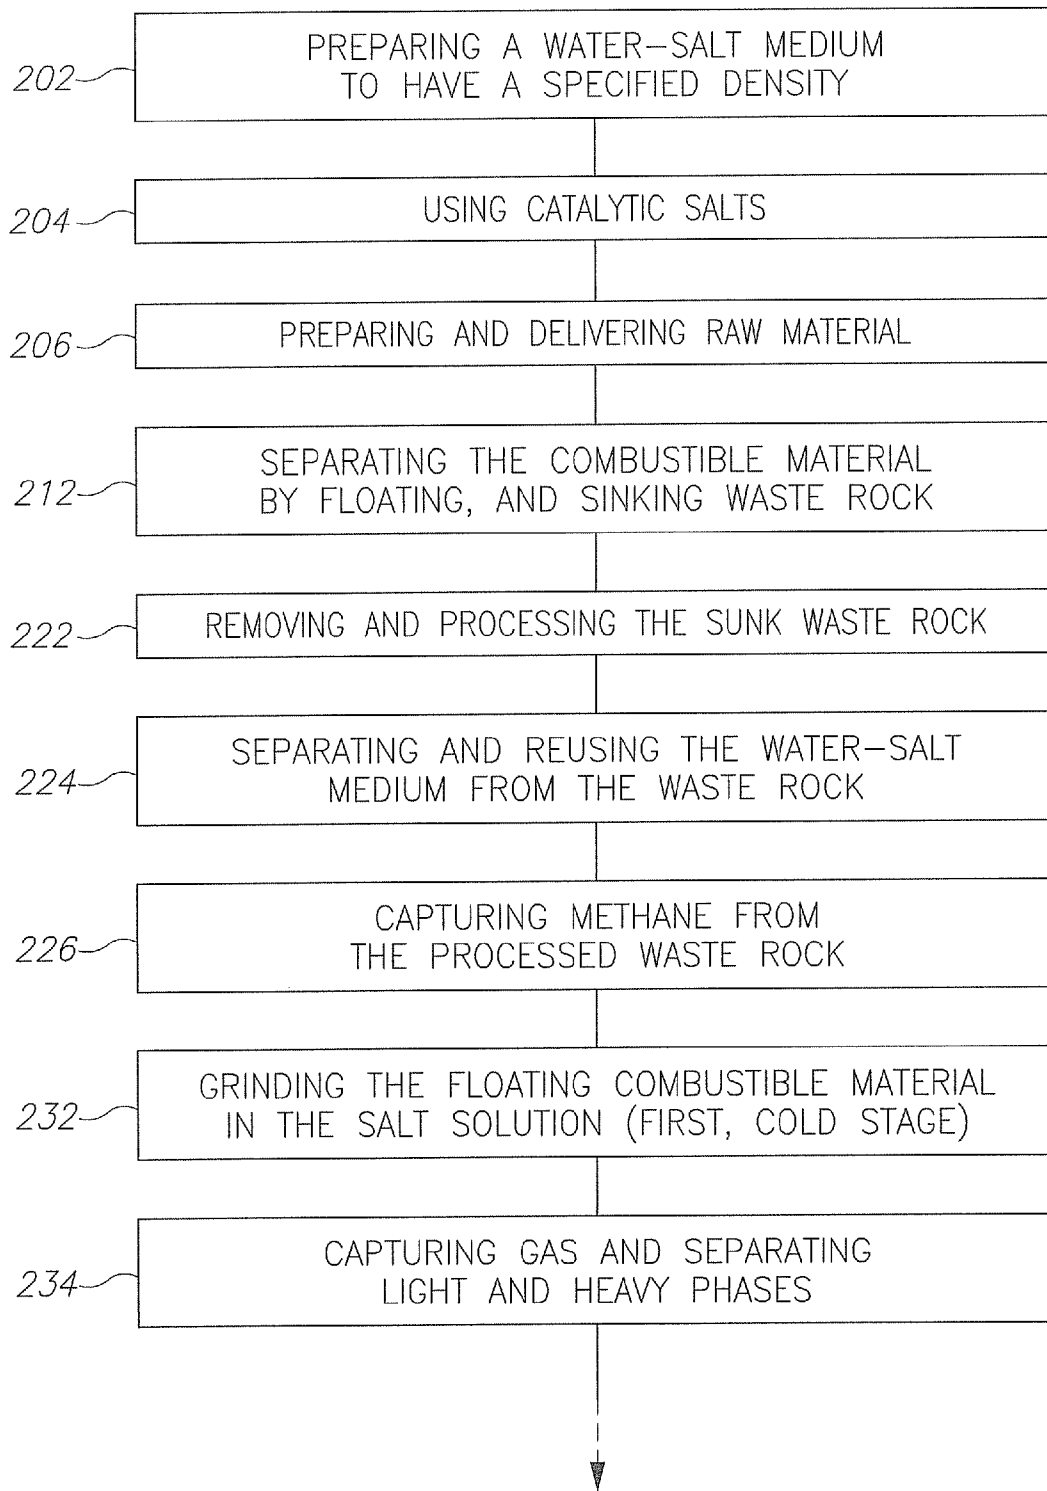 202
PREPARING A WATER-SALT MEDIUM
TO HAVE A SPECIFIED DENSITY
204
USING CATALYTIC SALTS
206
PREPARING AND DELIVERING RAW MATERIAL
212
SEPARATING THE COMBUSTIBLE MATERIAL
BY FLOATING, AND SINKING WASTE ROCK
222
REMOVING AND PROCESSING THE SUNK WASTE ROCK
224
SEPARATING AND REUSING THE WATER-SALT
MEDIUM FROM THE WASTE ROCK
226
CAPTURING METHANE FROM
THE PROCESSED WASTE ROCK
232
GRINDING THE FLOATING COMBUSTIBLE MATERIAL
IN THE SALT SOLUTION (FIRST, COLD STAGE)
234
CAPTURING GAS AND SEPARATING
LIGHT AND HEAVY PHASES